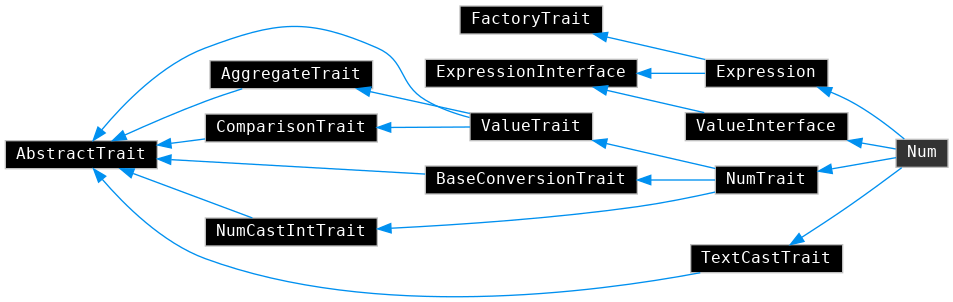 FactoryTrait
AggregateTrait
ExpressionInterface
Expression
ComparisonTrait
ValueTrait
ValueInterface
AbstractTrait
Num
BaseConversionTrait
NumTrait
NumCastIntTrait
TextCastTrait